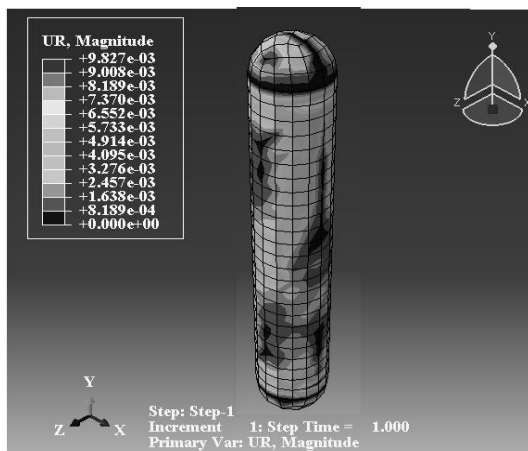 UR, Magnitude
+9.827e-03
+9.008e-03
+8.189e-03
+7.370e-03
+6.552e-03
+5.733e-03
+4.914e-03
+4.095e-03
+3.276e-03
+2.457e-03
+1.638e-03
+8.189e-04
+0.000e+00
Y
Z
X
Y
Z
X
Step: Step-1
Increment 1: Step Time = 1.000
Primary Var: UR, Magnitude